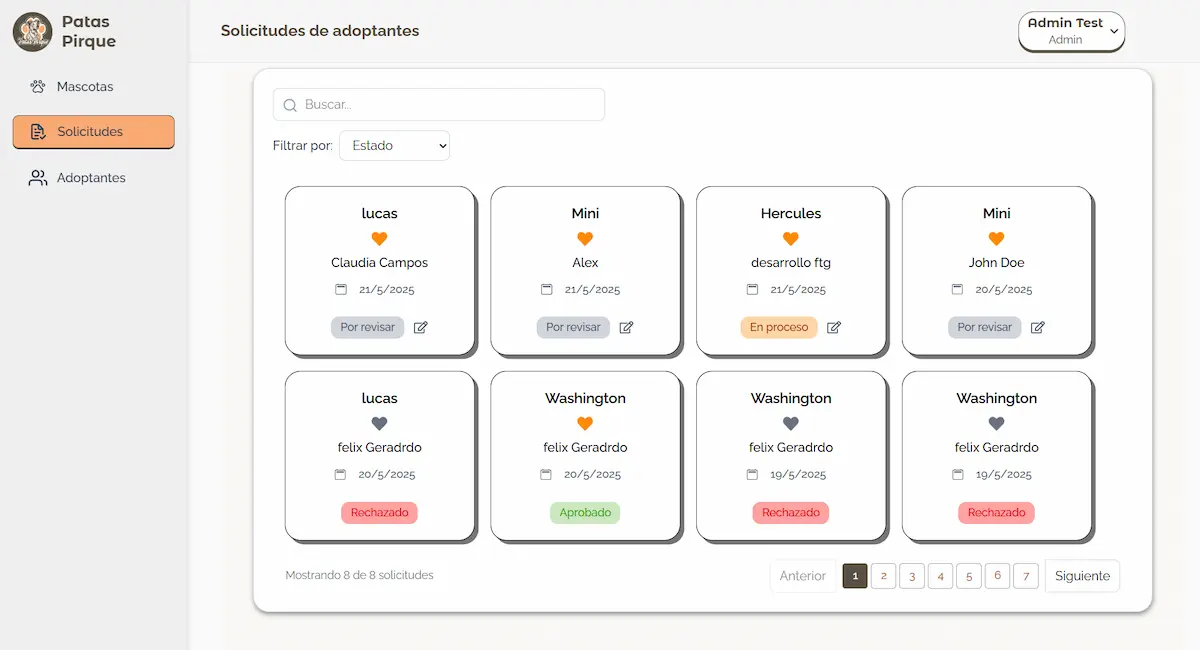 Patas
Pirque
Mascotas
Solicitudes
Adoptantes
Solicitudes de adoptantes
Admin Test
Admin
Buscar...
Filtrar por: Estado
lucas
Claudia Campos
21/5/2025
Por revisar
Mini
Alex
21/5/2025
Por revisar
Hercules
desarrollo ftg
21/5/2025
En proceso
Mini
John Doe
20/5/2025
Por revisar
lucas
felix Geradrdo
20/5/2025
Rechazado
Washington
felix Geradrdo
20/5/2025
Aprobado
Washington
felix Geradrdo
19/5/2025
Rechazado
Washington
felix Geradrdo
19/5/2025
Rechazado
Mostrando 8 de 8 solicitudes
Anterior 1 2 3 4 5 6 7 Siguiente